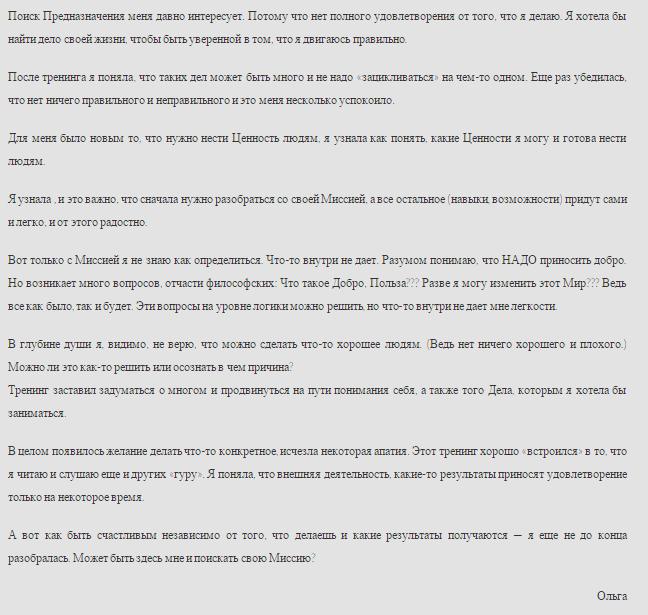 Поиск Предназначения меня давно интересует. Потому что нет полного удовлетворения от того, что я делаю. Я хотела бы
найти дело своей жизни, чтобы быть уверенной в том, что я двигаюсь правильно.
После тренинга я поняла, что таких дел может быть много и не надо «зацикливаться» на чем-то одном. Еще раз убедилась,
что нет ничего правильного и неправильного и это меня несколько успокоило.
Для меня было новым то, что нужно нести Ценность людям, я узнала как понять, какие Ценности я могу и готова нести
людям.
Я узнала , и это важно, что сначала нужно разобраться со своей Миссией, а все остальное (навыки, возможности) придут сами
и легко, и от этого радостно.
Вот только с Миссией я не знаю как определиться. Что-то внутри не дает. Разумом понимаю, что НАДО приносить добро.
Но возникает много вопросов, отчасти философских: Что такое Добро, Польза??? Разве я могу изменить этот Мир??? Ведь
все как было, так и будет. Эти вопросы на уровне логики можно решить, но что-то внутри не дает мне легкости.
В глубине души я, видимо, не верю, что можно сделать что-то хорошее людям. (Ведь нет ничего хорошего и плохого.)
Можно ли это как-то решить или осознать в чем причина?
Тренинг заставил задуматься о многом и продвинуться на пути понимания себя, а также того Дела, которым я хотела бы
заниматься.
В целом появилось желание делать что-то конкретное, исчезла некоторая апатия. Этот тренинг хорошо «встроился» в то, что
я читаю и слушаю еще и других «гуру». Я поняла, что внешняя деятельность, какие-то результаты приносят удовлетворение
только на некоторое время.
А вот как быть счастливым независимо от того, что делаешь и какие результаты получаются — я еще не до конца
разобралась. Может быть здесь мне и поискать свою Миссию?
Ольга